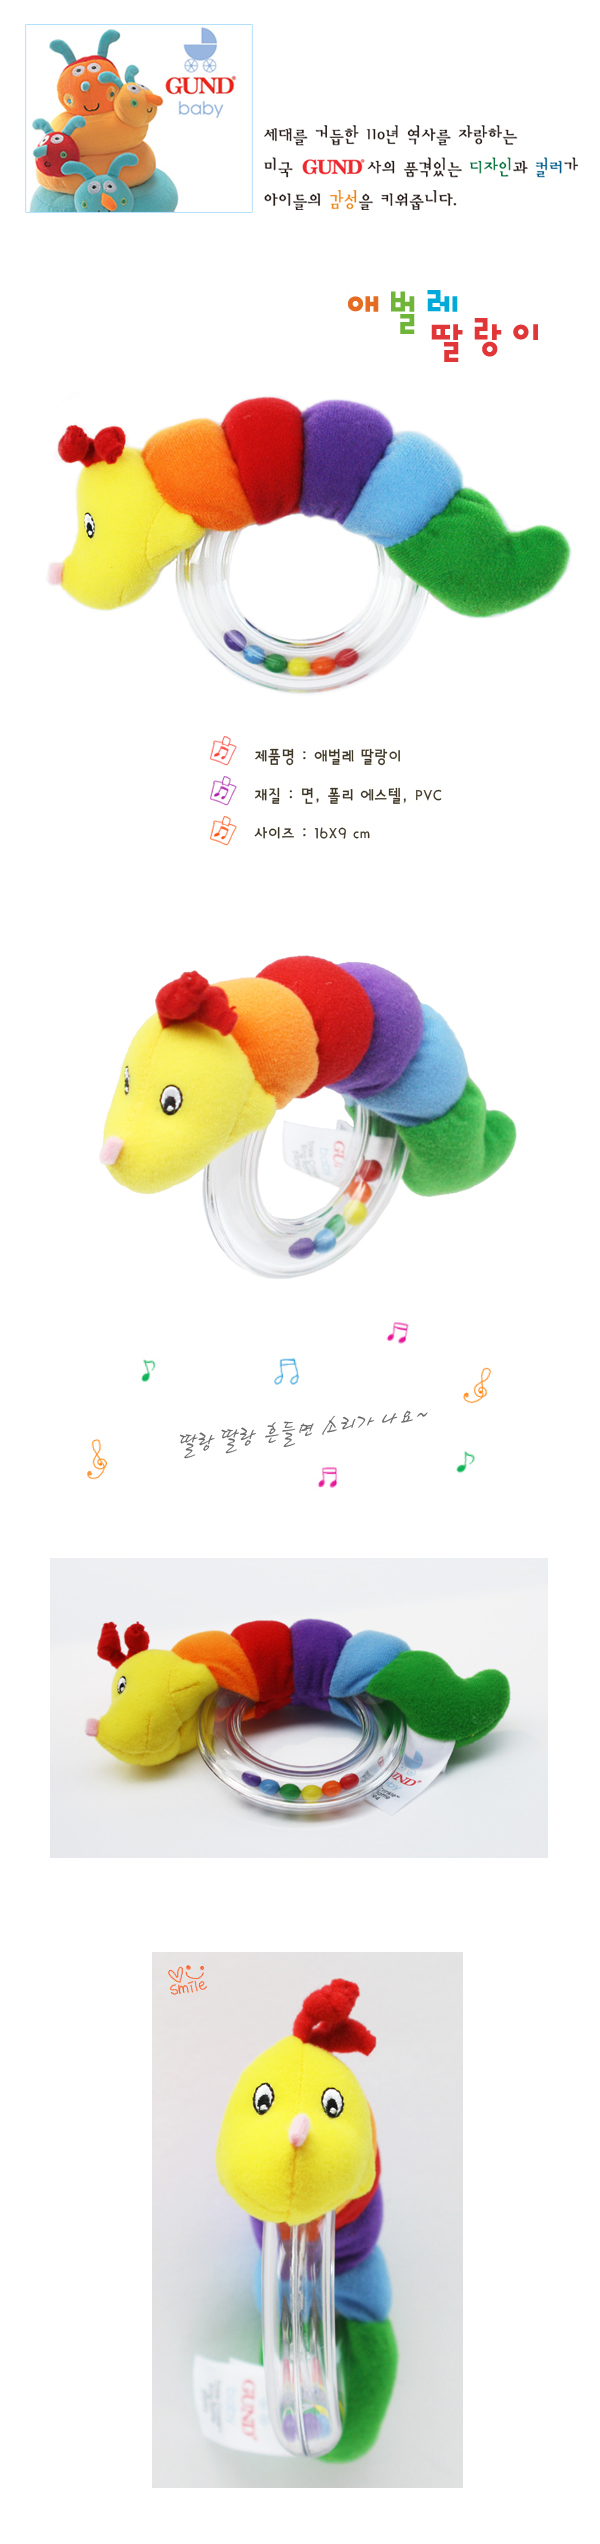 GUND
baby
세대를 거듭한 110년 역사를 자랑하는
미국 GUND사의 품격있는 디자인과 컬러가
아이들의 감성을 키워줍니다.
애벌레
딸랑이
제품명 : 애벌레 딸랑이
재질 : 면, 폴리 에스텔, PVC
사이즈 : 16X9 cm
딸랑 딸랑 흔들면 소리가 나요~
smile
GUND